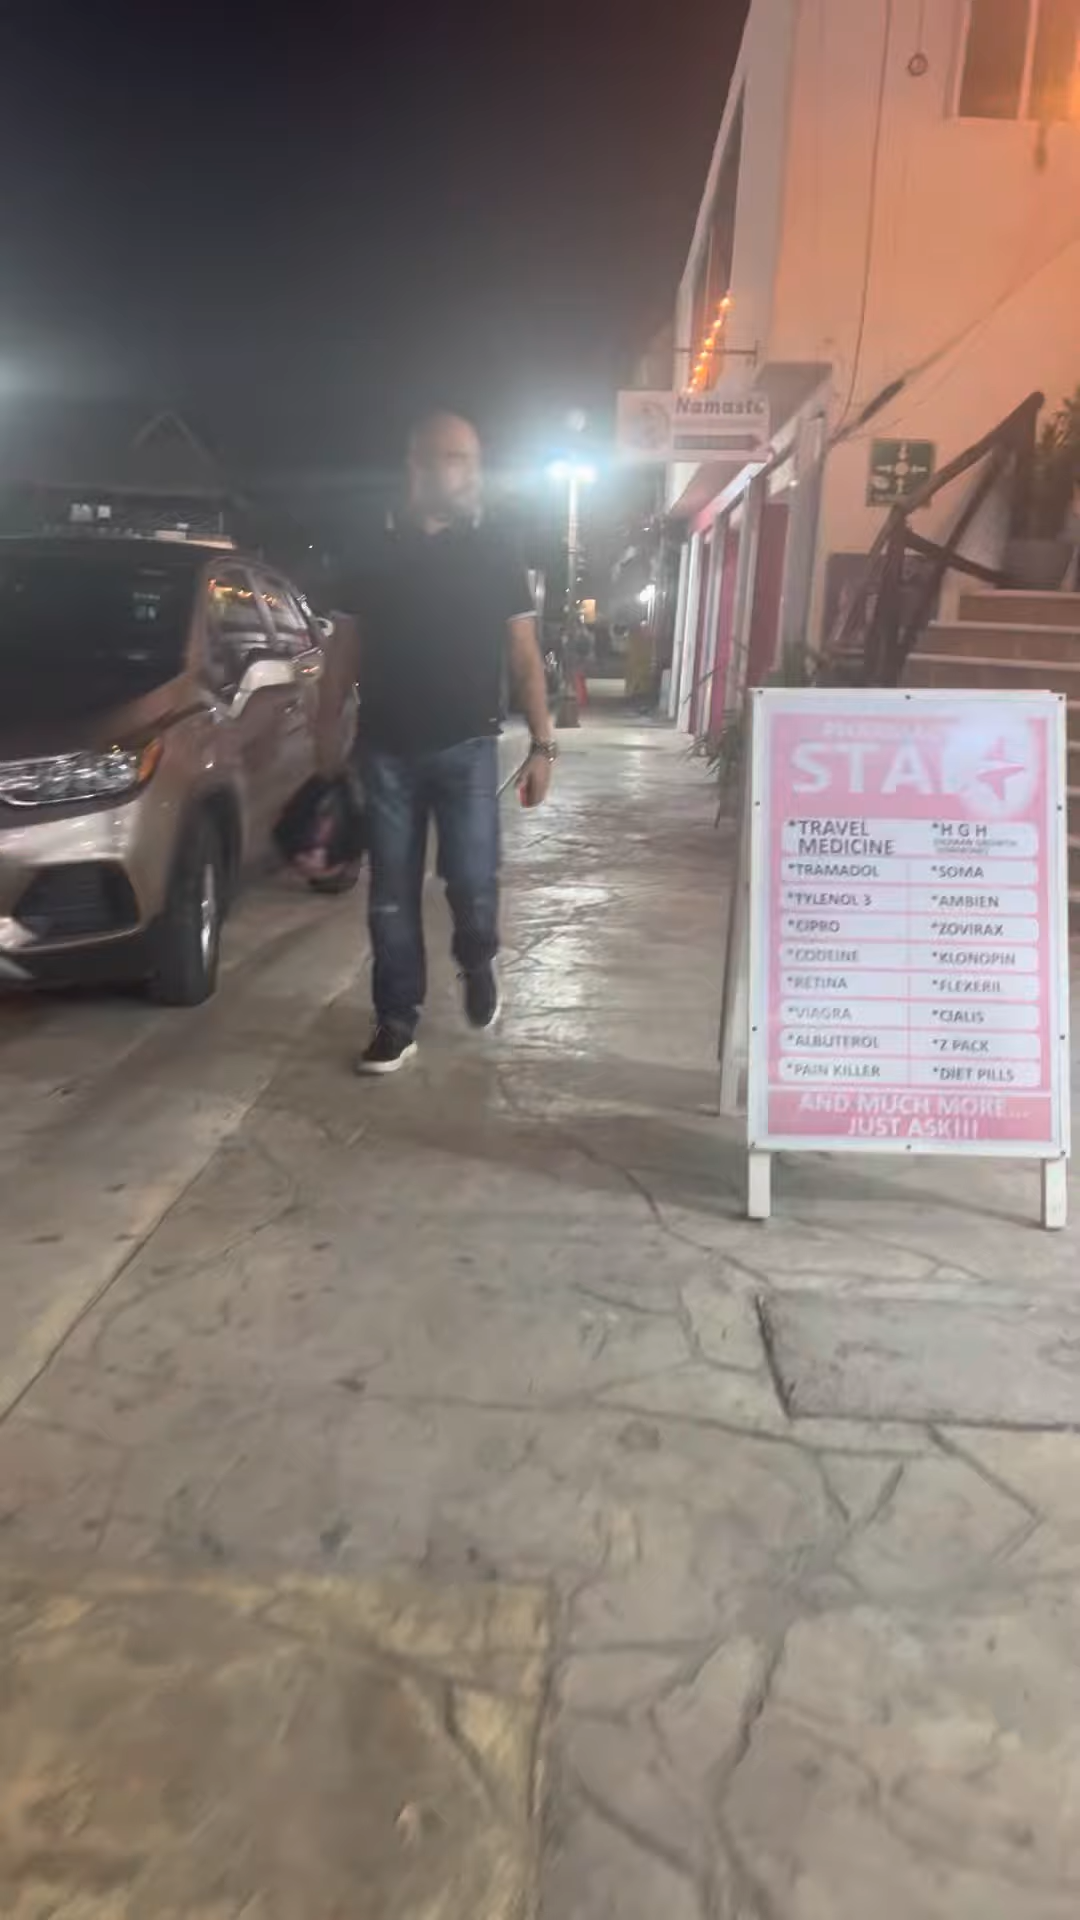 Namasté
STA
*TRAVEL MEDICINE
*H G H
*TRAMADOL
*SOMA
*TYLENOL 3
*AMBIEN
*CIPRO
*ZOVIRAX
*CODEINE
*KLONOPIN
*RETINA
*FLEXERIL
*VIAGRA
*CIALIS
*ALBUTEROL
*Z PACK
*PAIN KILLER
*DIET PILLS
AND MUCH MORE...
JUST ASK!!!